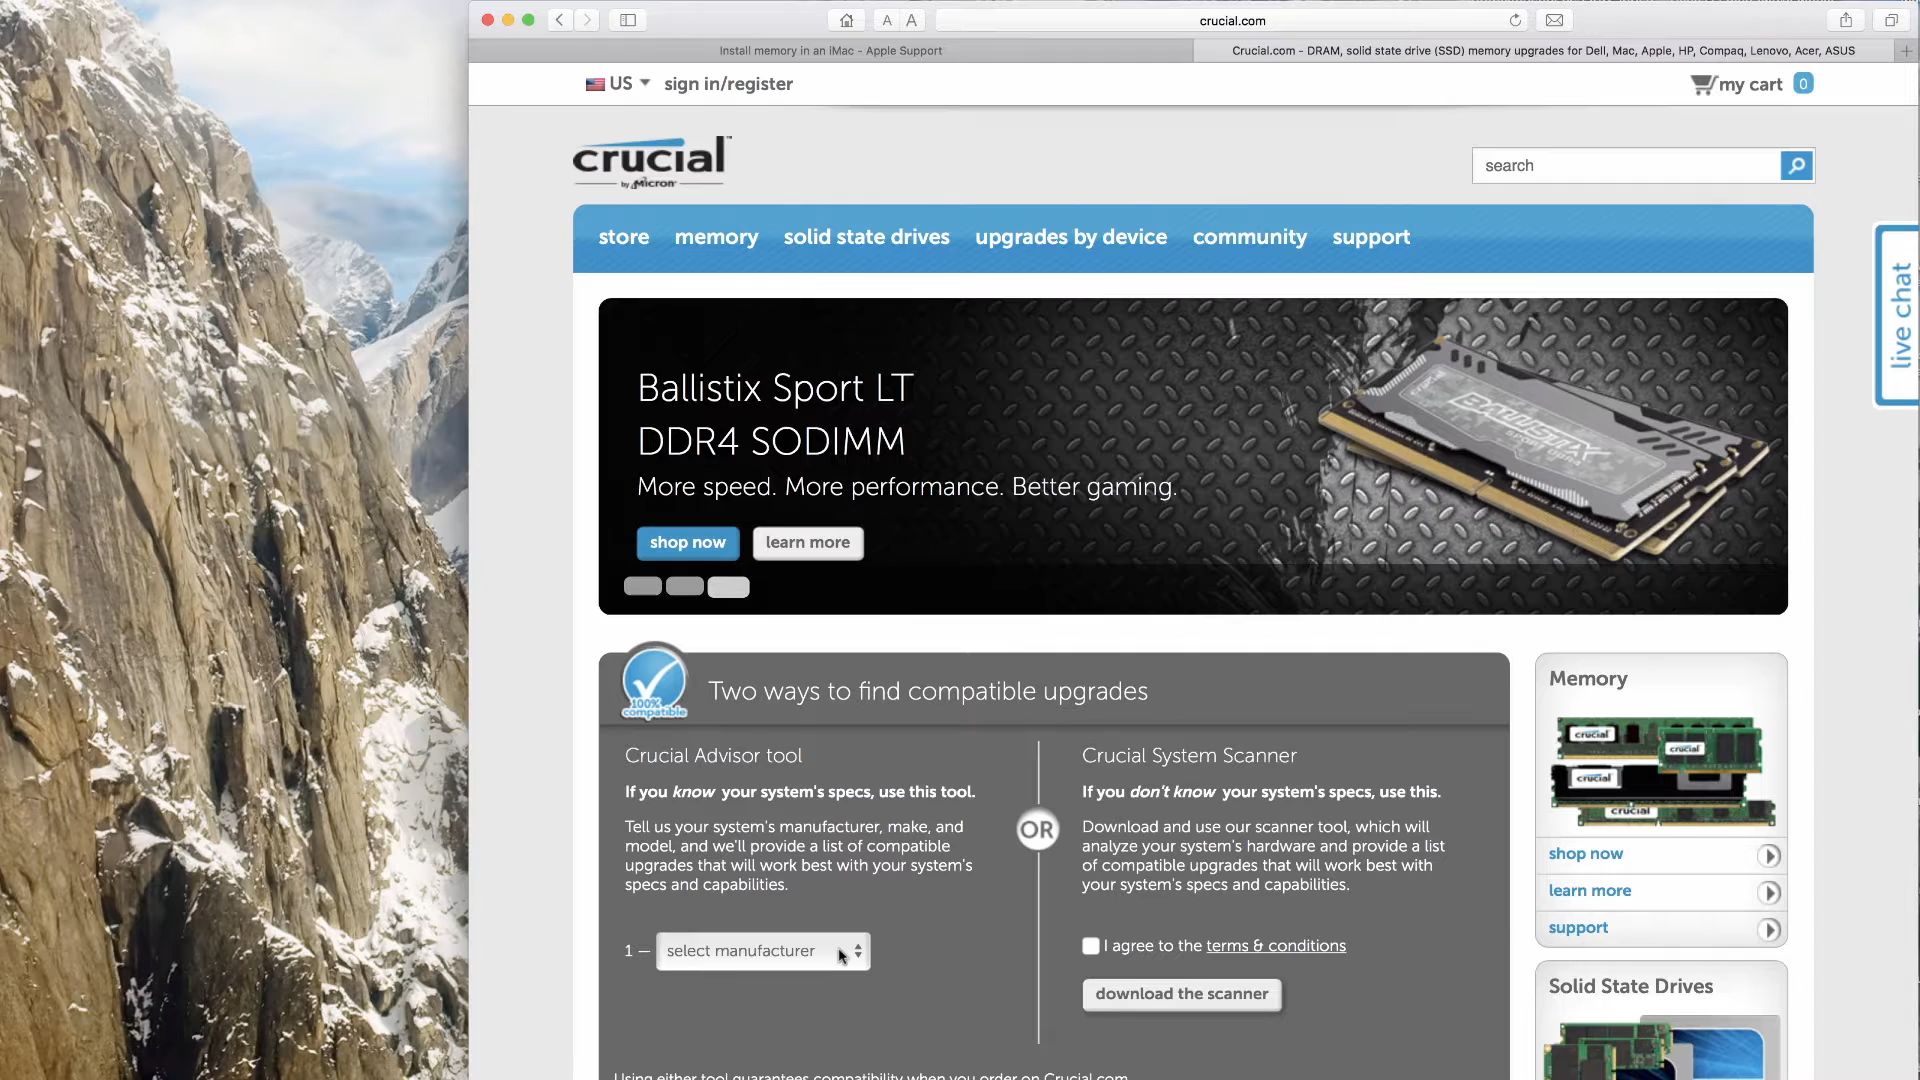 crucial.com
Install memory in an iMac - Apple Support
Crucial.com - DRAM, solid state drive (SSD) memory upgrades for Dell, Mac, Apple, HP, Compaq, Lenovo, Acer, ASUS
US sign in/register
my cart 0
crucial
by Micron
search
store memory solid state drives upgrades by device community support
live chat
Ballistix Sport LT
DDR4 SODIMM
More speed. More performance. Better gaming.
BALLISTIX
shop now learn more
100%
compatible
Two ways to find compatible upgrades
Crucial Advisor tool
If you know your system's specs, use this tool.
Tell us your system's manufacturer, make, and
model, and we'll provide a list of compatible
upgrades that will work best with your system's
specs and capabilities.
1 — select manufacturer
OR
Crucial System Scanner
If you don't know your system's specs, use this.
Download and use our scanner tool, which will
analyze your system's hardware and provide a list
of compatible upgrades that will work best with
your system's specs and capabilities.
I agree to the terms & conditions
download the scanner
Using either tool guarantees compatibility when you order on Crucial.com
Memory
crucial
crucial
crucial
crucial
shop now
learn more
support
Solid State Drives